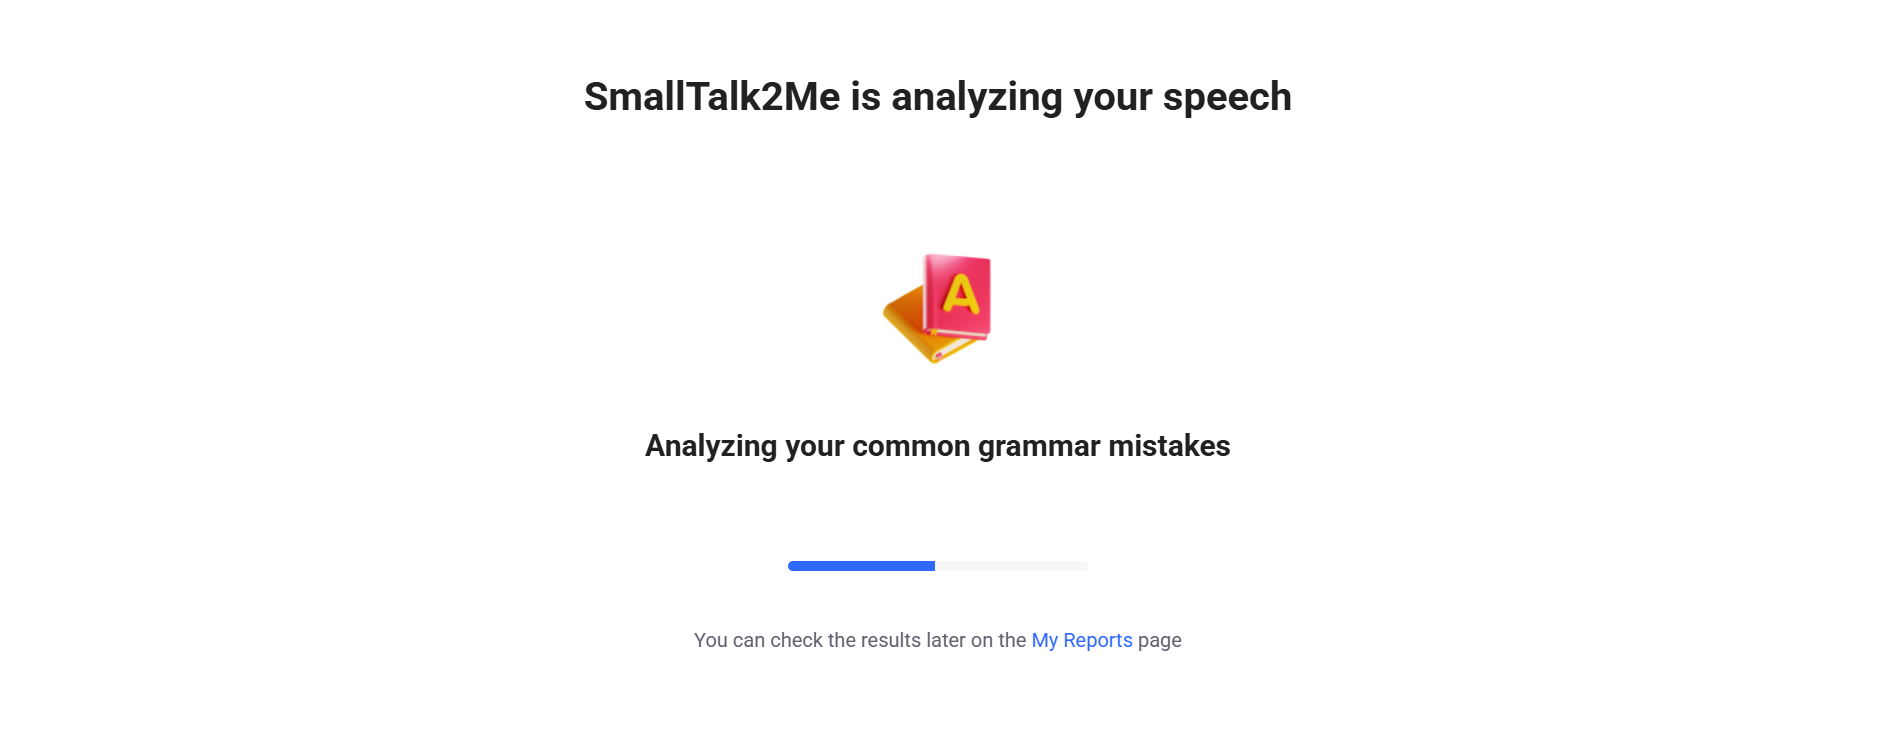 SmallTalk2Me is analyzing your speech
A
Analyzing your common grammar mistakes
You can check the results later on the My Reports page